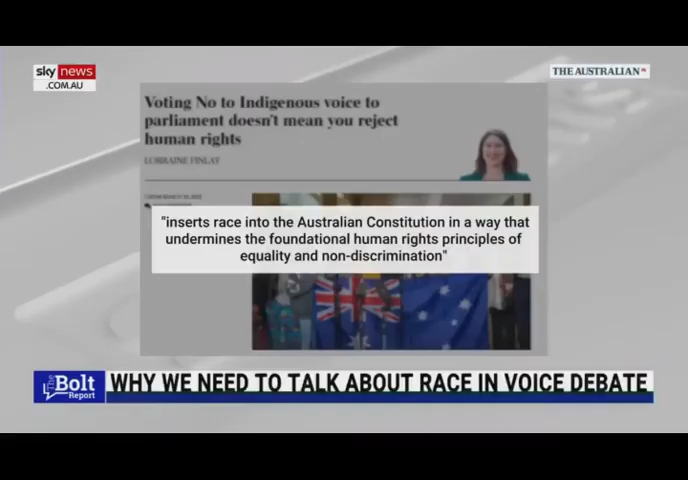 sky news
.COM.AU
THE AUSTRALIAN
Voting No to Indigenous voice to
parliament doesn't mean you reject
human rights
LORRAINE FINLAY
"inserts race into the Australian Constitution in a way that
undermines the foundational human rights principles of
equality and non-discrimination"
The Bolt Report
WHY WE NEED TO TALK ABOUT RACE IN VOICE DEBATE